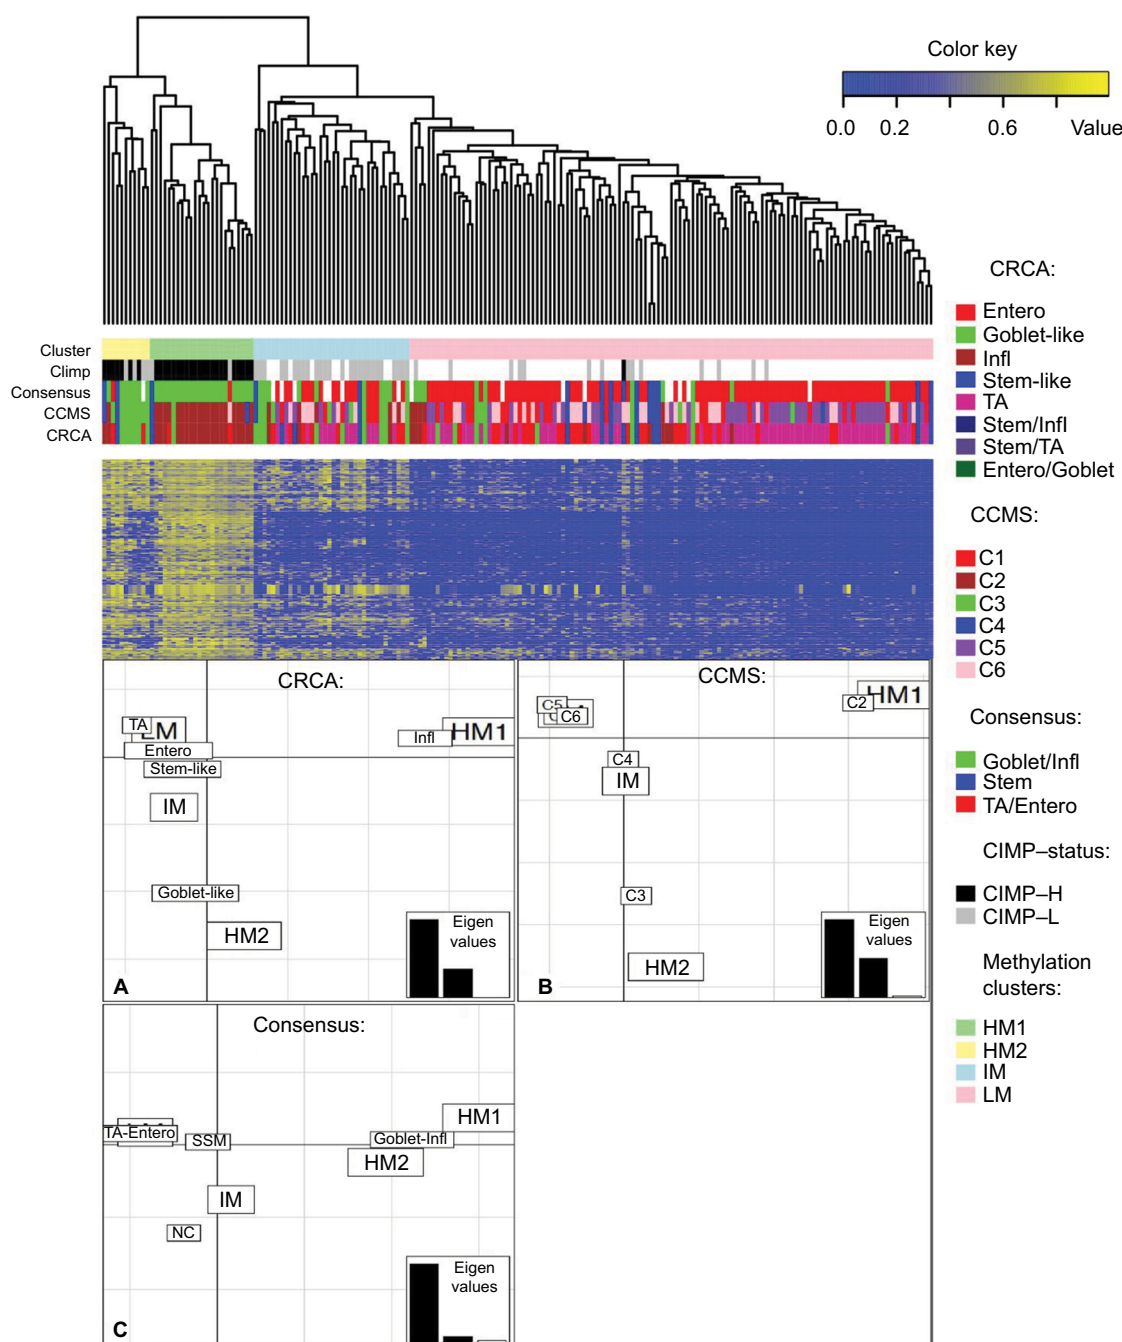 Color key
0.0 0.2 0.6 Value
Cluster
Climp
Consensus
CCMS
CRCA
CRCA:
Entero
Goblet-like
Infl
Stem-like
TA
Stem/Infl
Stem/TA
Entero/Goblet
CCMS:
C1
C2
C3
C4
C5
C6
Consensus:
Goblet/Infl
Stem
TA/Entero
CIMP–status:
CIMP–H
CIMP–L
Methylation
clusters:
HM1
HM2
IM
LM
CRCA:
TA
LM
Entero
Stem-like
IM
Goblet-like
HM2
Infl
HM1
Eigen
values
A
CCMS:
C5
C6
C2
HM1
C4
IM
C3
HM2
Eigen
values
B
Consensus:
TA-Entero
SSM
Goblet-Infl
HM1
HM2
IM
NC
Eigen
values
C